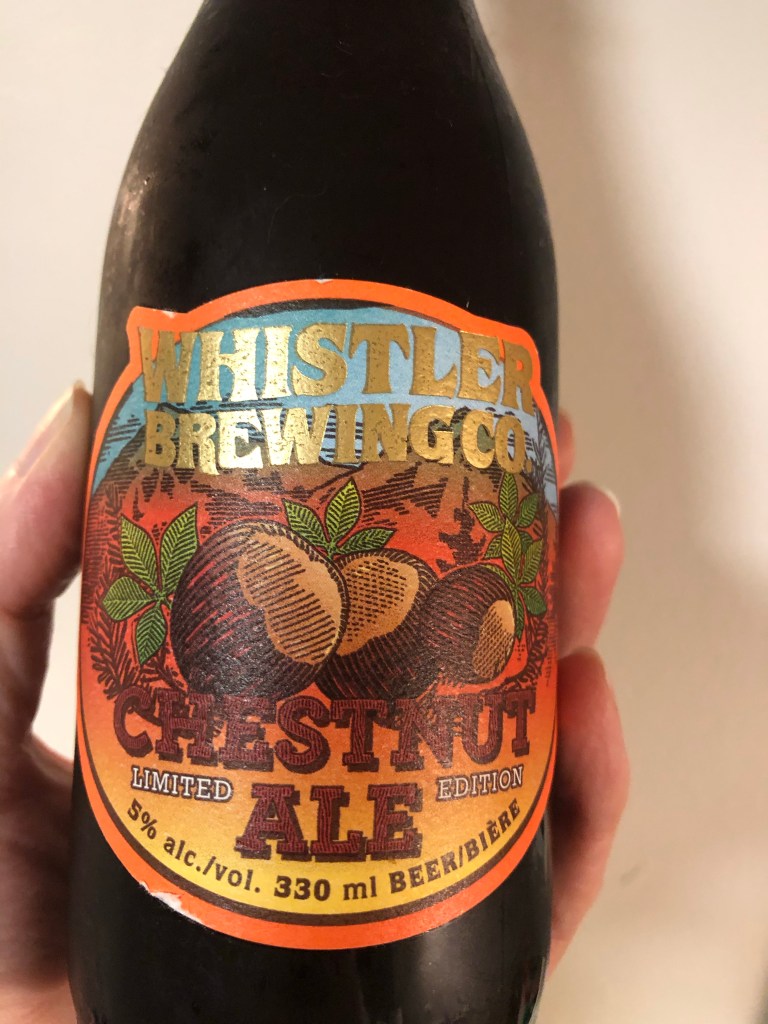 WHISTLER
BREWING CO.
CHESTNUT
LIMITED ALE EDITION
5% alc./vol. 330 ml BEER/BIÈRE